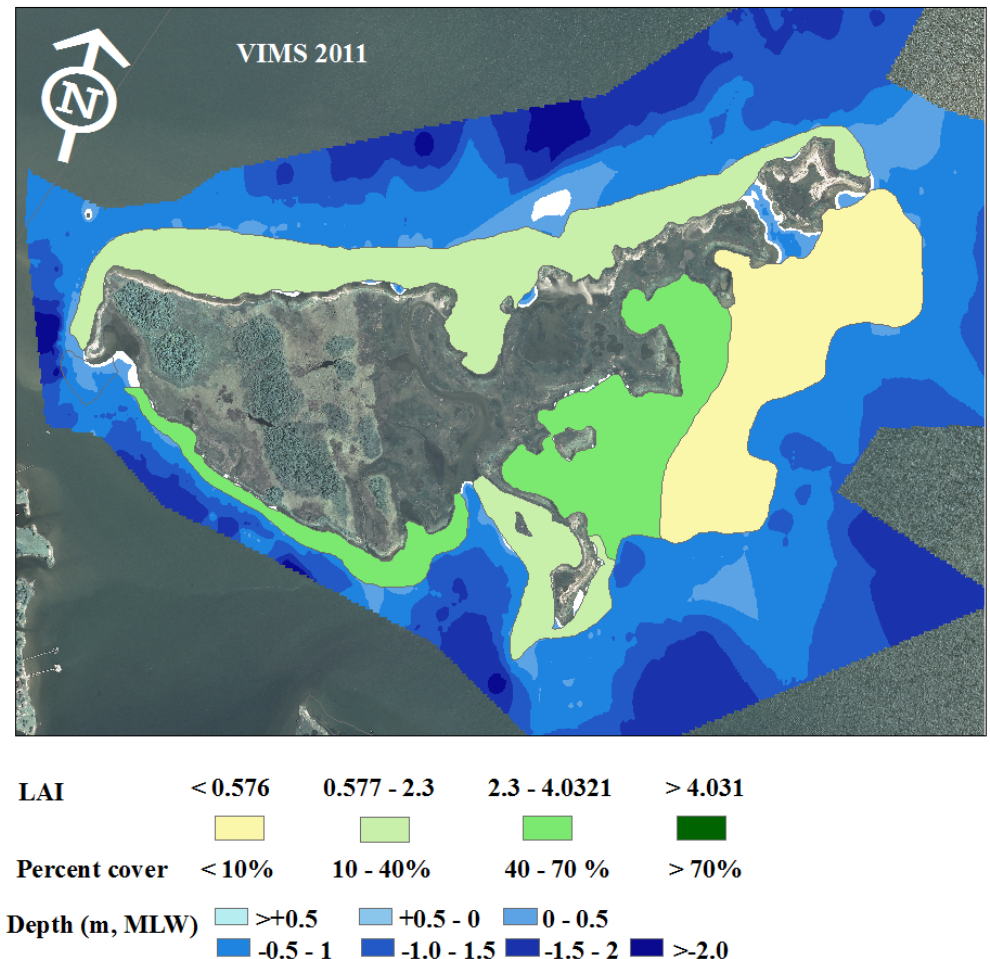 VIMS 2011
N
LAI < 0.576 0.577 - 2.3 2.3 - 4.0321 > 4.031
Percent cover < 10% 10 - 40% 40 - 70 % > 70%
Depth (m, MLW) >+0.5 +0.5 - 0 0 - 0.5
-0.5 - 1 -1.0 - 1.5 -1.5 - 2 >-2.0